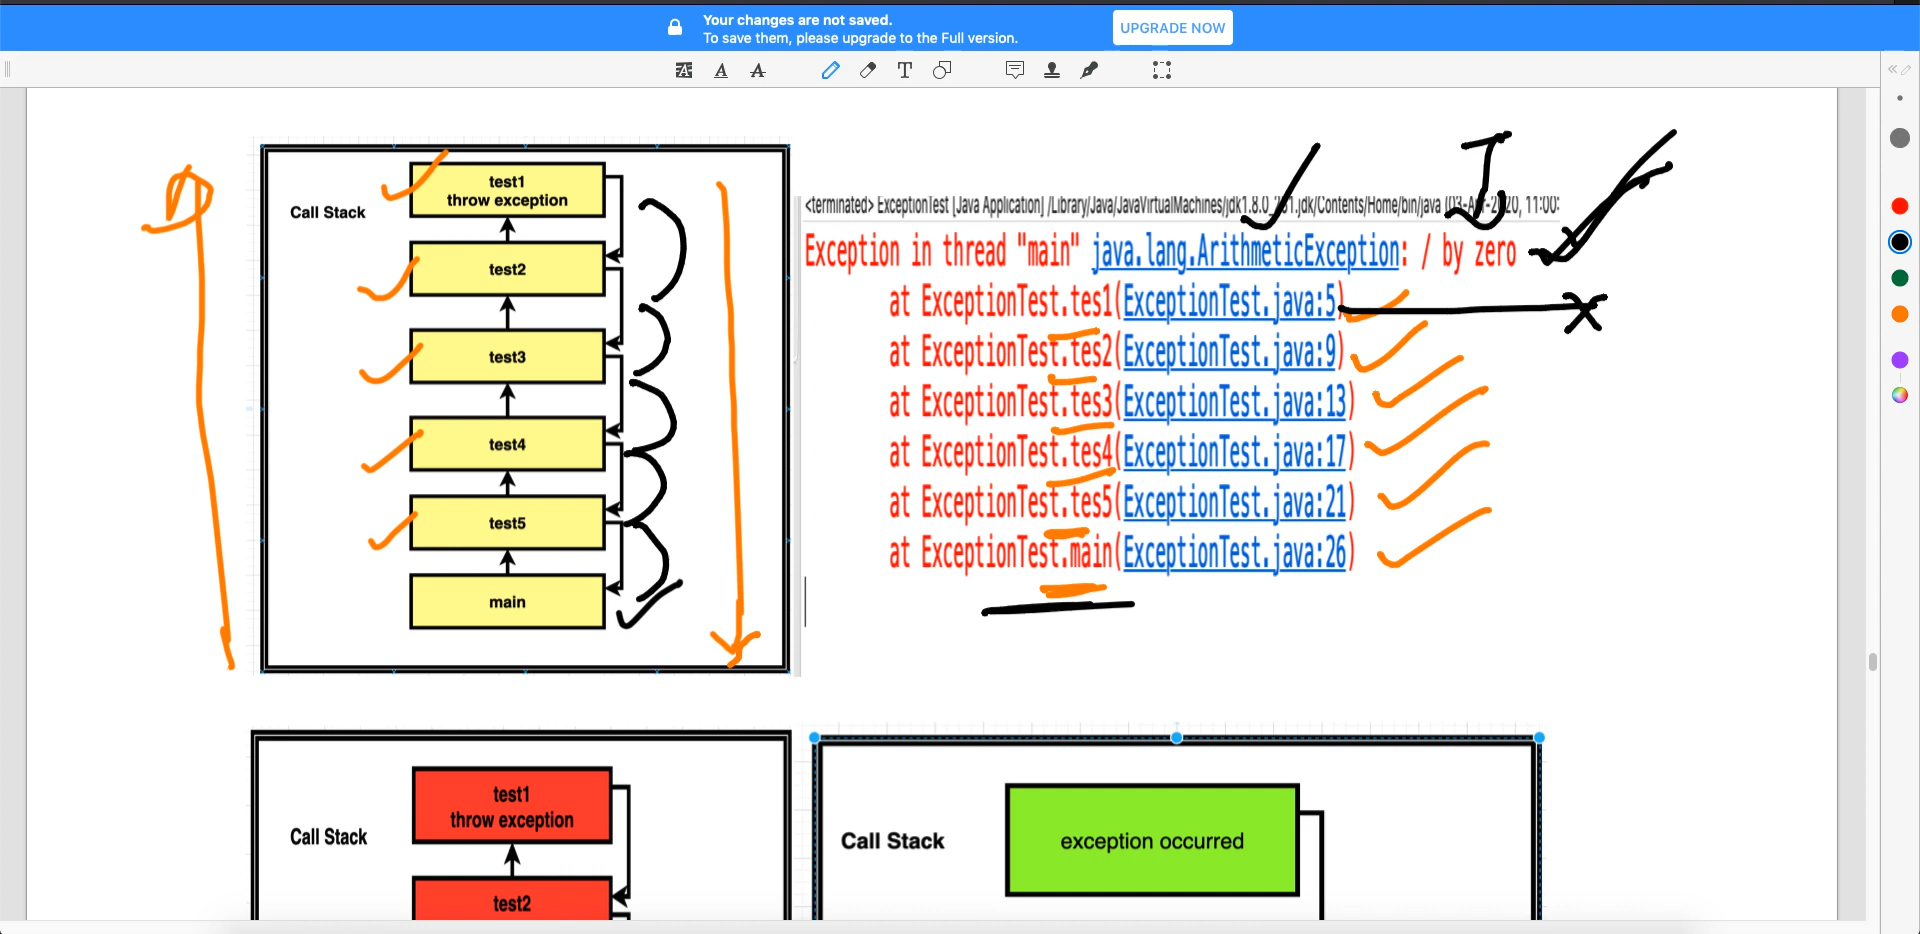 Your changes are not saved.
To save them, please upgrade to the Full version.
UPGRADE NOW
Call Stack
test1
throw exception
test2
test3
test4
test5
main
<terminated> ExceptionTest [Java Application] /Library/Java/JavaVirtualMachines/jdk1.8.0_ 1.jdk/Contents/Home/bin/java (03-A 20, 11:00:
Exception in thread "main" java.lang.ArithmeticException: / by zero
at ExceptionTest.tes1(ExceptionTest.java:5)
at ExceptionTest.tes2(ExceptionTest.java:9)
at ExceptionTest.tes3(ExceptionTest.java:13)
at ExceptionTest.tes4(ExceptionTest.java:17)
at ExceptionTest.tes5(ExceptionTest.java:21)
at ExceptionTest.main(ExceptionTest.java:26)
Call Stack
test1
throw exception
test2
Call Stack
exception occurred